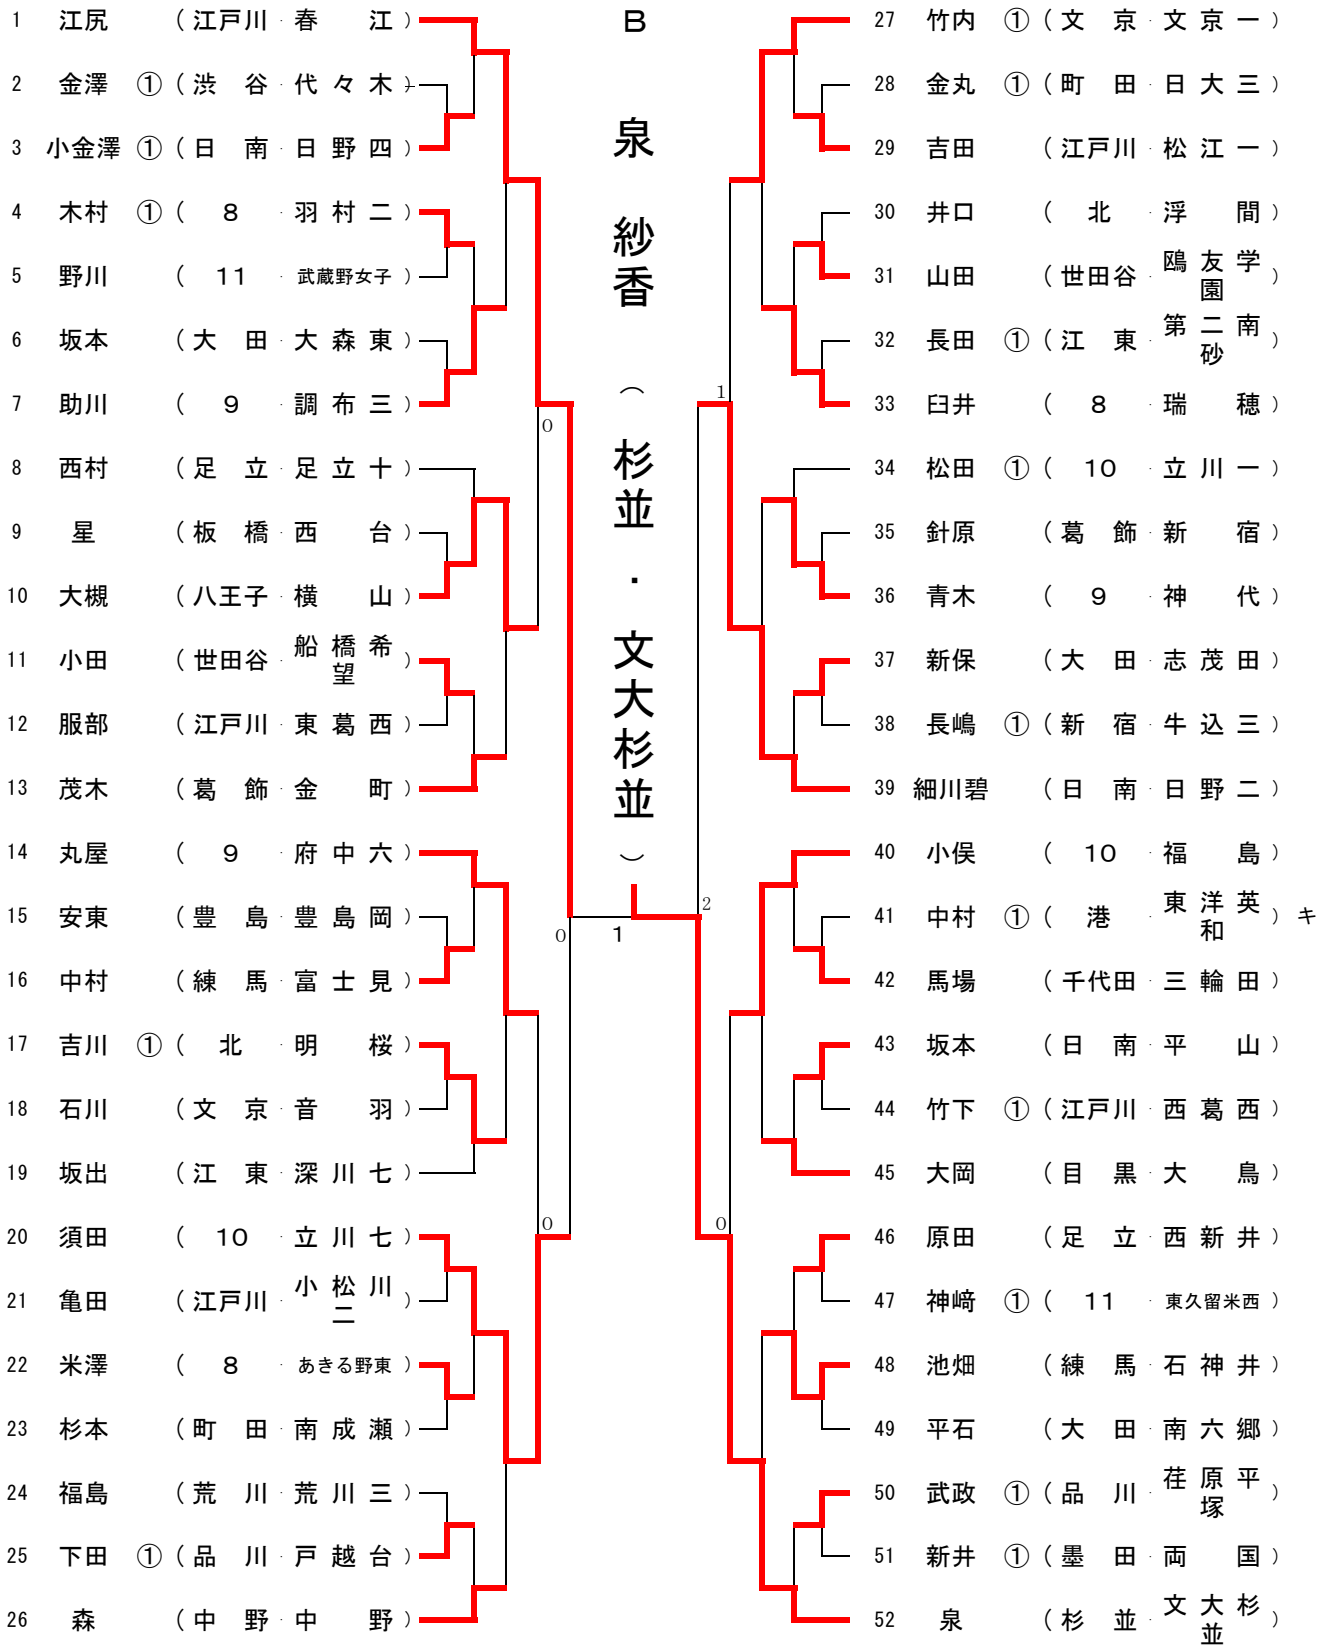 1 江尻 （江戸川・春江）
2 金澤 ①（渋谷・代々木）
3 小金澤 ①（日南・日野四）
4 木村 ①（8・羽村二）
5 野川 （11・武蔵野女子）
6 坂本 （大田・大森東）
7 助川 （9・調布三）
8 西村 （足立・足立十）
9 星 （板橋・西台）
10 大槻 （八王子・横山）
11 小田 （世田谷・船橋希望）
12 服部 （江戸川・東葛西）
13 茂木 （葛飾・金町）
14 丸屋 （9・府中六）
15 安東 （豊島・豊島岡）
16 中村 （練馬・富士見）
17 吉川 ①（北・明桜）
18 石川 （文京・音羽）
19 坂出 （江東・深川七）
20 須田 （10・立川七）
21 亀田 （江戸川・小松川二）
22 米澤 （8・あきる野東）
23 杉本 （町田・南成瀬）
24 福島 （荒川・荒川三）
25 下田 ①（品川・戸越台）
26 森 （中野・中野）
0
0
0
B
泉 紗香 （杉並・文大杉並）
1
1
2
0
27 竹内 ①（文京・文京一）
28 金丸 ①（町田・日大三）
29 吉田 （江戸川・松江一）
30 井口 （北・浮間）
31 山田 （世田谷・鴎友学園）
32 長田 ①（江東・第二南砂）
33 臼井 （8・瑞穂）
34 松田 ①（10・立川一）
35 針原 （葛飾・新宿）
36 青木 （9・神代）
37 新保 （大田・志茂田）
38 長嶋 ①（新宿・牛込三）
39 細川碧 （日南・日野二）
40 小俣 （10・福島）
41 中村 ①（港・東洋英和）キ
42 馬場 （千代田・三輪田）
43 坂本 （日南・平山）
44 竹下 ①（江戸川・西葛西）
45 大岡 （目黒・大鳥）
46 原田 （足立・西新井）
47 神崎 ①（11・東久留米西）
48 池畑 （練馬・石神井）
49 平石 （大田・南六郷）
50 武政 ①（品川・荏原平塚）
51 新井 ①（墨田・両国）
52 泉 （杉並・文大杉並）